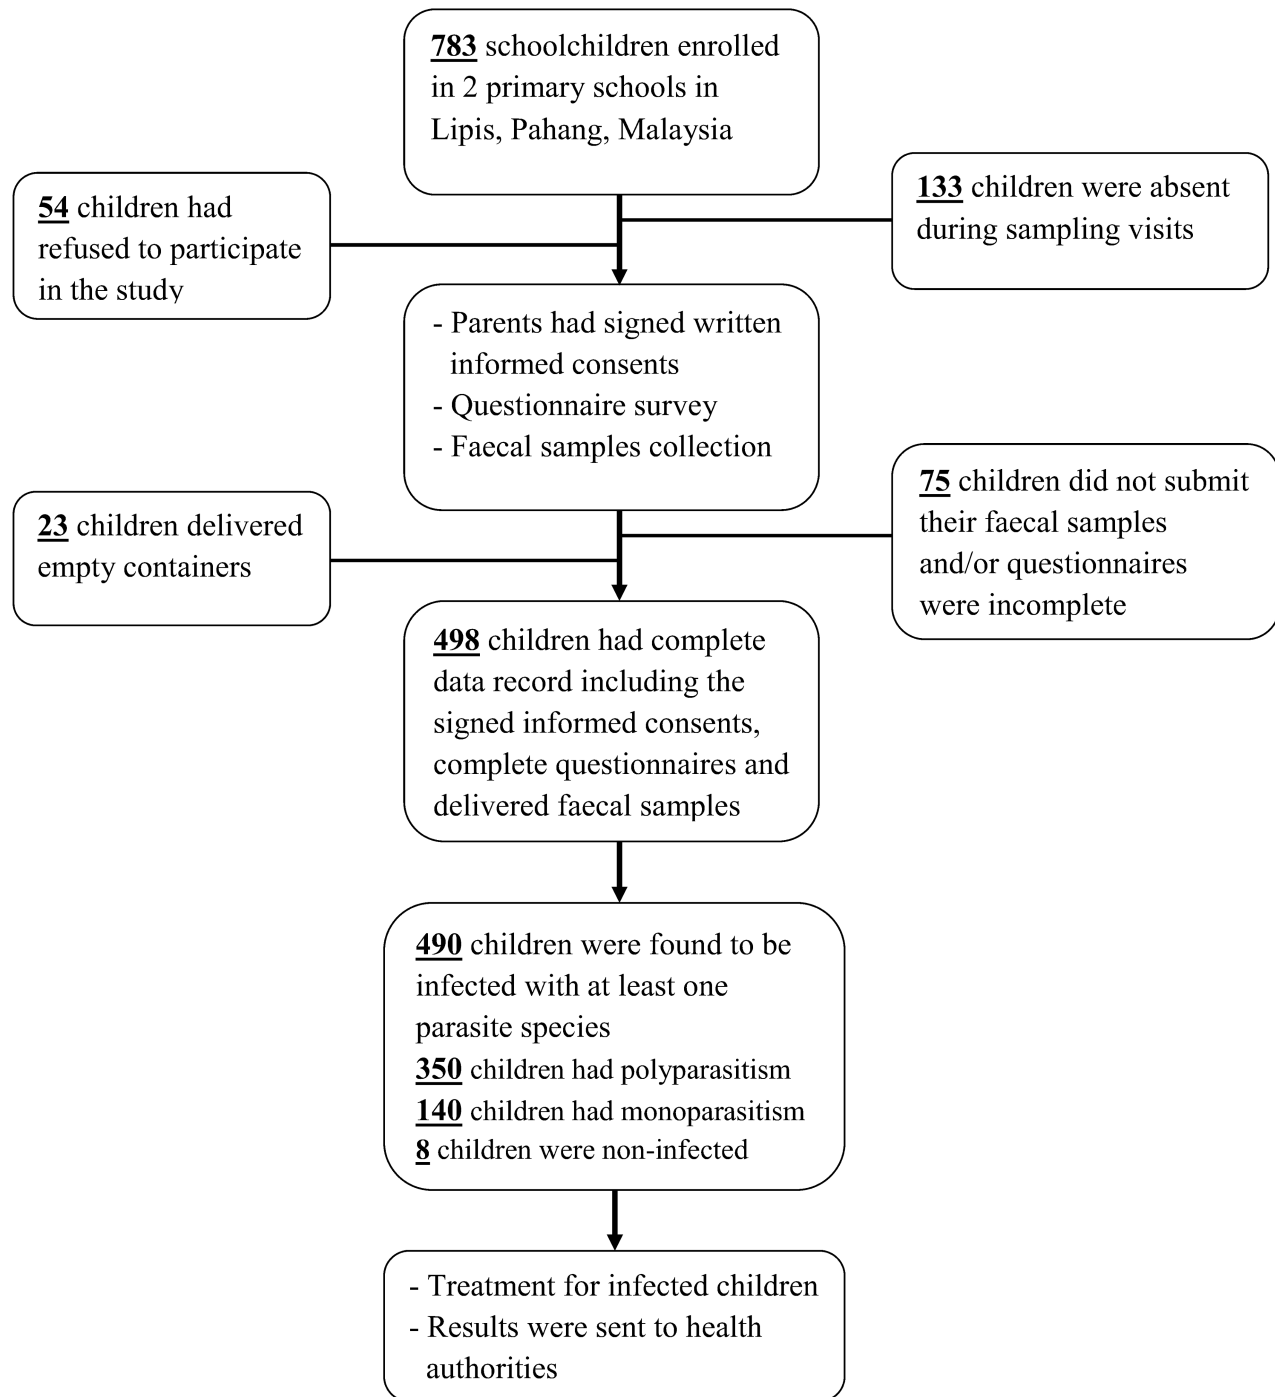 783 schoolchildren enrolled
in 2 primary schools in
Lipis, Pahang, Malaysia
54 children had
refused to participate
in the study
133 children were absent
during sampling visits
- Parents had signed written
informed consents
- Questionnaire survey
- Faecal samples collection
23 children delivered
empty containers
75 children did not submit
their faecal samples
and/or questionnaires
were incomplete
498 children had complete
data record including the
signed informed consents,
complete questionnaires and
delivered faecal samples
490 children were found to be
infected with at least one
parasite species
350 children had polyparasitism
140 children had monoparasitism
8 children were non-infected
- Treatment for infected children
- Results were sent to health
authorities